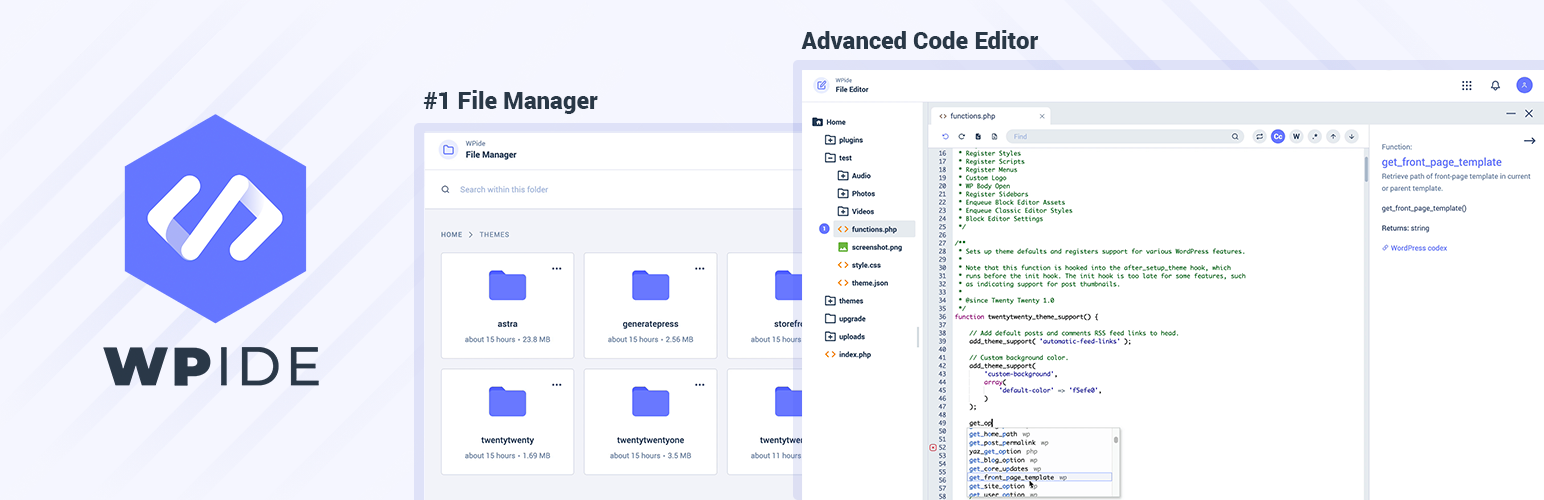 WPIDE
#1 File Manager
WPide
File Manager
Search within this folder
HOME > THEMES
astra
about 15 hours • 23.8 MB
generatepress
about 15 hours • 2.56 MB
storefr
about 15 hours •
twentytwenty
about 15 hours • 1.69 MB
twentytwentyone
about 15 hours • 3.5 MB
about 11 hours •
Advanced Code Editor
WPide
File Editor
Home
plugins
test
Audio
Photos
Videos
1
functions.php
screenshot.png
style.css
theme.json
themes
upgrade
uploads
index.php
<> functions.php ×
Find
Cc
W
.*
16 * Register Styles
17 * Register Scripts
18 * Register Menus
19 * Custom Logo
20 * WP Body Open
21 * Register Sidebars
22 * Enqueue Block Editor Assets
23 * Enqueue Classic Editor Styles
24 * Block Editor Settings
25 */
26
27 /**
28 * Sets up theme defaults and registers support for various WordPress features.
29 *
30 * Note that this function is hooked into the after_setup_theme hook, which
31 * runs before the init hook. The init hook is too late for some features, such
32 * as indicating support for post thumbnails.
33 *
34 * #since Twenty Twenty 1.0
35 */
36 function twentytwenty_theme_support() {
37
38 // Add default posts and comments RSS feed links to head.
39 add_theme_support( 'automatic-feed-links' );
40
41 // Custom background color.
42 add_theme_support(
43 'custom-background',
44 array(
45 'default-color' => 'f5efe0',
46 )
47 );
48
49 get_op
50 get_home_path wp
51 get_post_permalink wp
52 yaz_get_option php
53 get_blog_option wp
54 get_core_updates wp
55 get_front_page_template wp
56 get_site_option wp
57 get_user_option wp
58
Function:
get_front_page_template
Retrieve path of front-page template in current
or parent template.
get_front_page_template()
Returns: string
WordPress codex